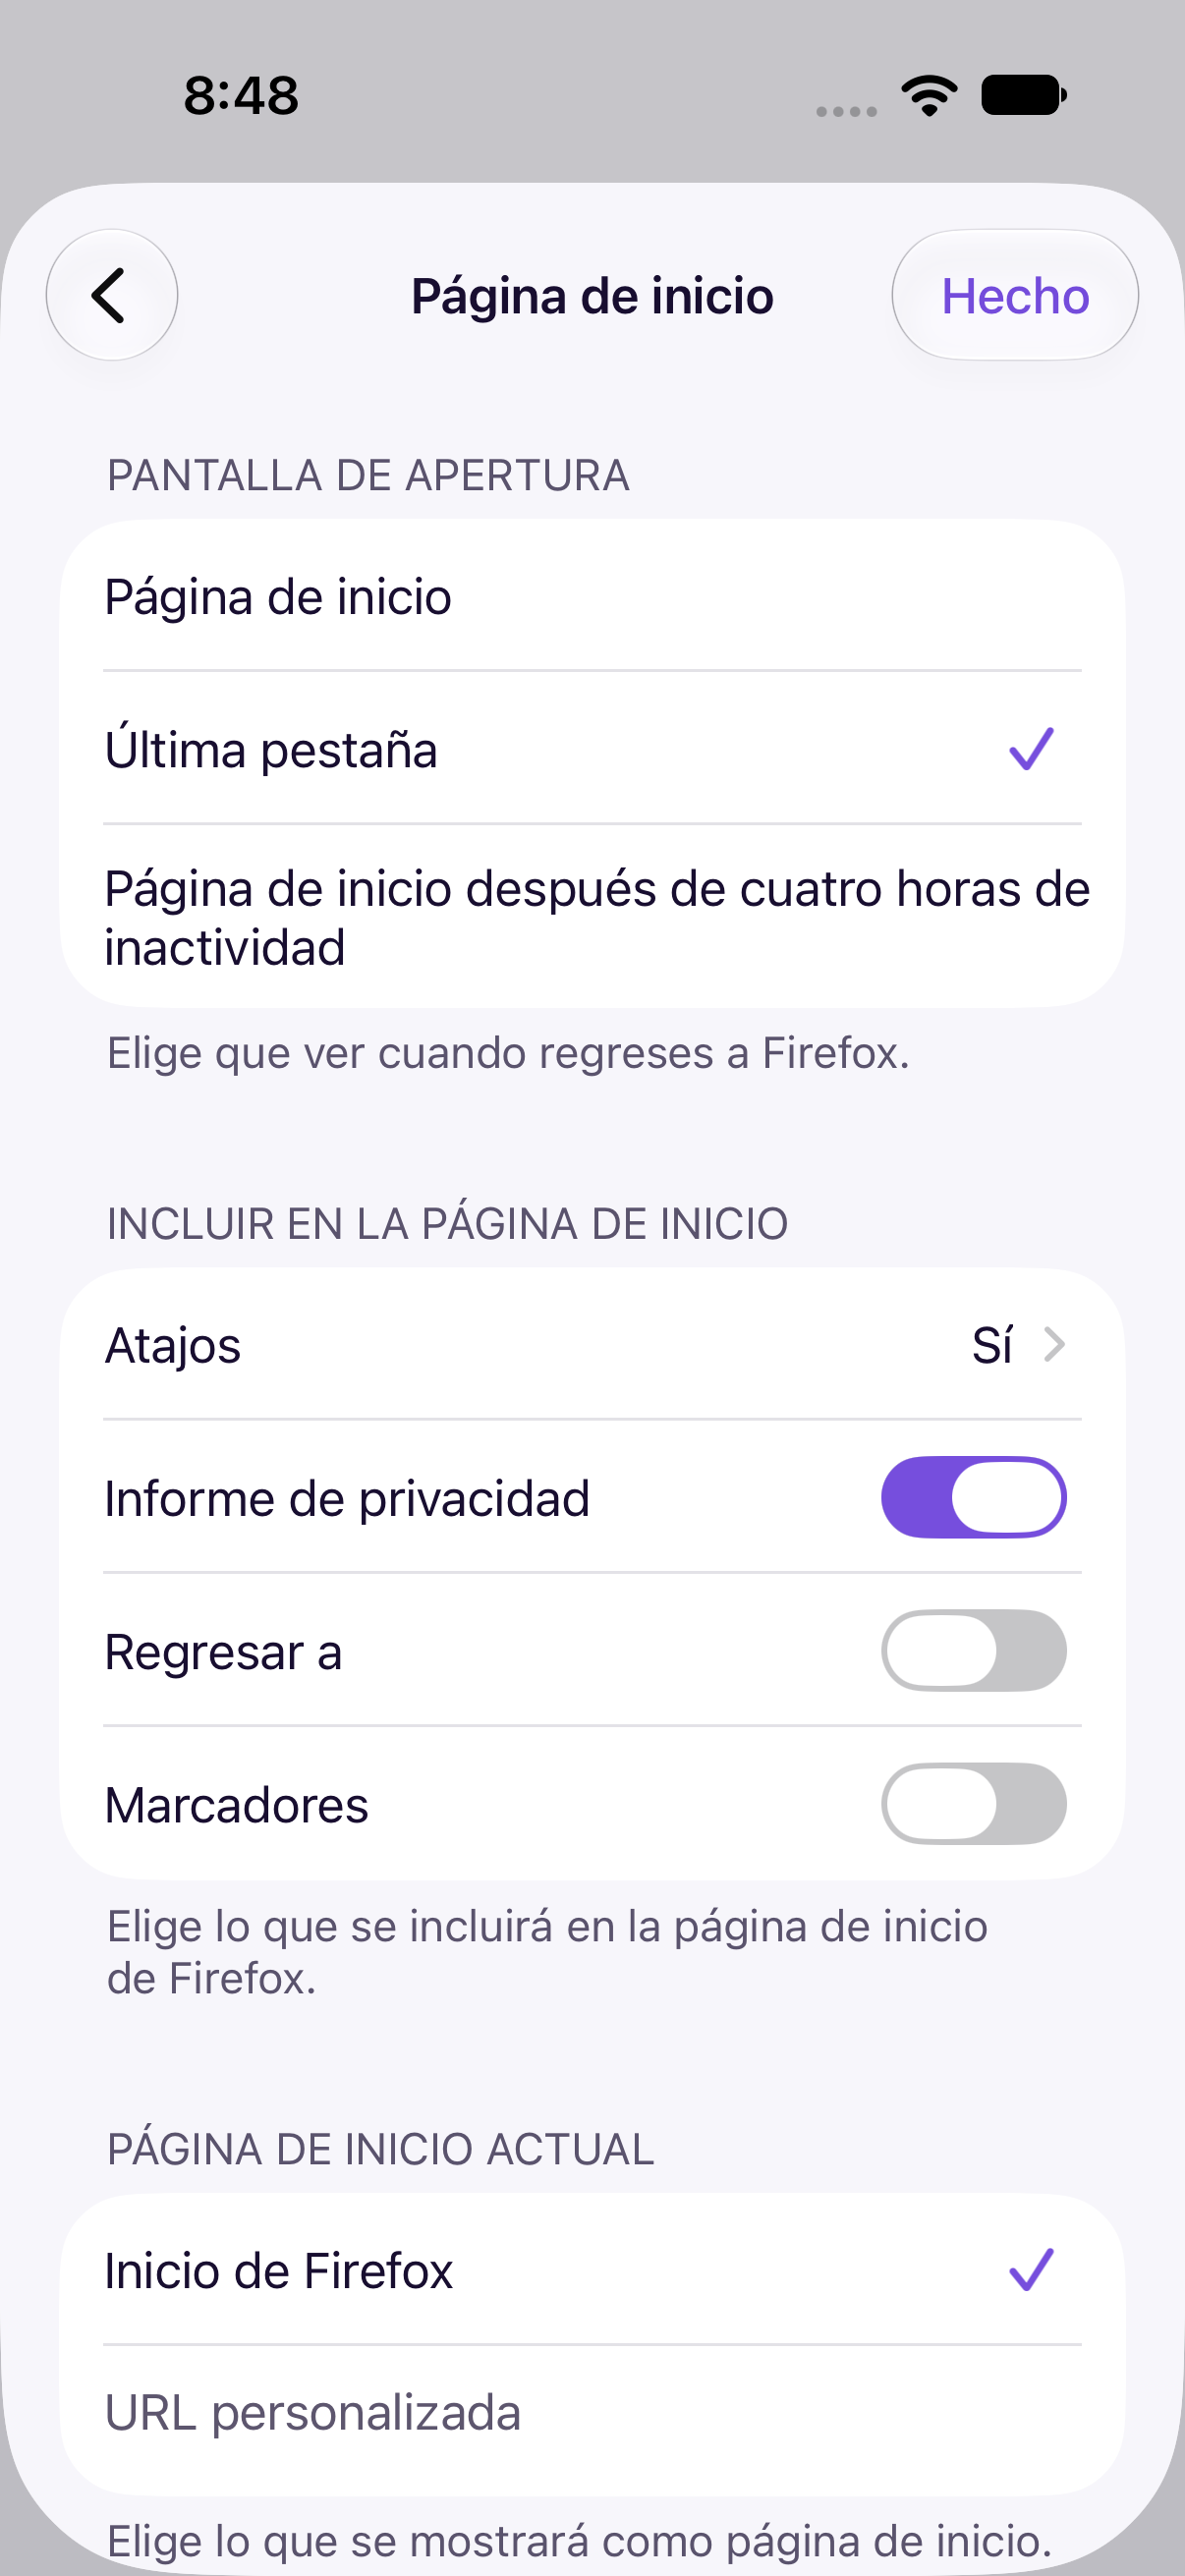 8:48
Página de inicio
Hecho
PANTALLA DE APERTURA
Página de inicio
Última pestaña
Página de inicio después de cuatro horas de
inactividad
Elige que ver cuando regreses a Firefox.
INCLUIR EN LA PÁGINA DE INICIO
Atajos
Sí
Informe de privacidad
Regresar a
Marcadores
Elige lo que se incluirá en la página de inicio
de Firefox.
PÁGINA DE INICIO ACTUAL
Inicio de Firefox
URL personalizada
Elige lo que se mostrará como página de inicio.